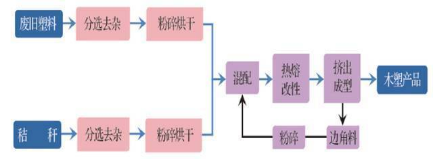 废旧塑料
分选去杂
粉碎烘干
混配
热熔
改性
挤出
成型
木塑产品
秸 秆
分选去杂
粉碎烘干
粉碎
边角料